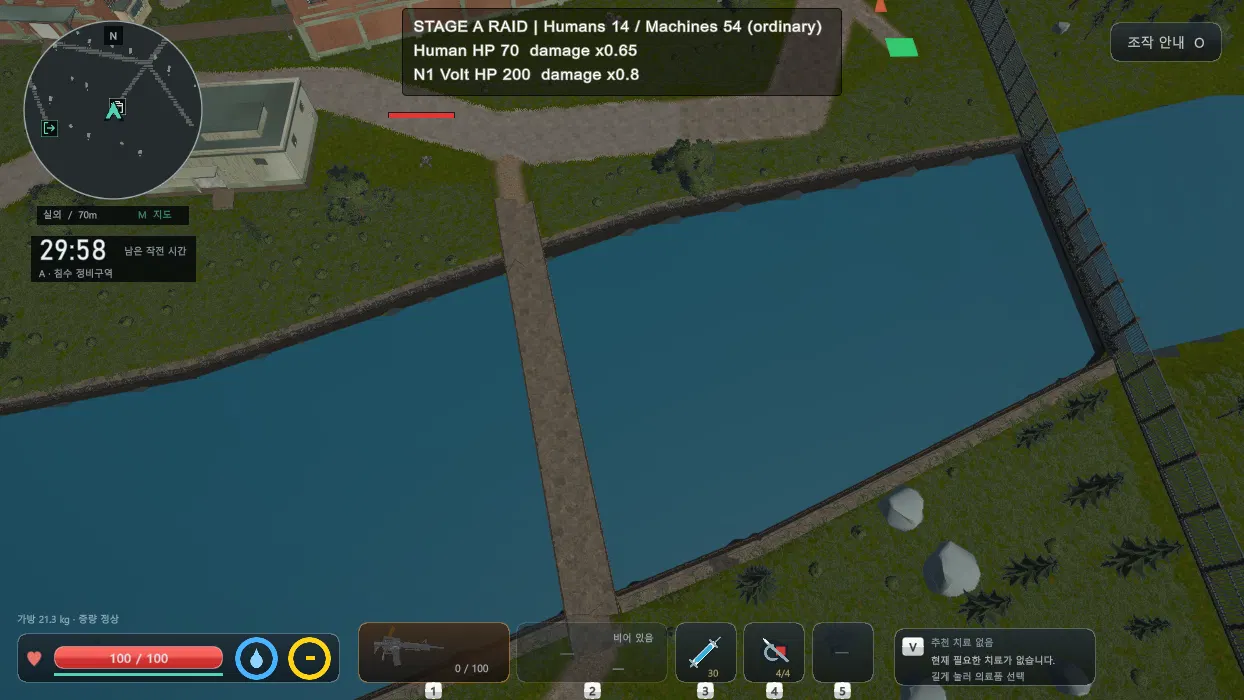 STAGE A RAID | Humans 14 / Machines 54 (ordinary)
Human HP 70 damage x0.65
N1 Volt HP 200 damage x0.8
조작 안내 O
N
실외 / 70m M 지도
29:58 남은 작전 시간
A · 침수 정비구역
가방 21.3 kg · 중량 정상
100 / 100
0 / 100
비어 있음
30
4/4
1
2
3
4
5
V
추천 치료 없음
현재 필요한 치료가 없습니다.
길게 눌러 의료품 선택